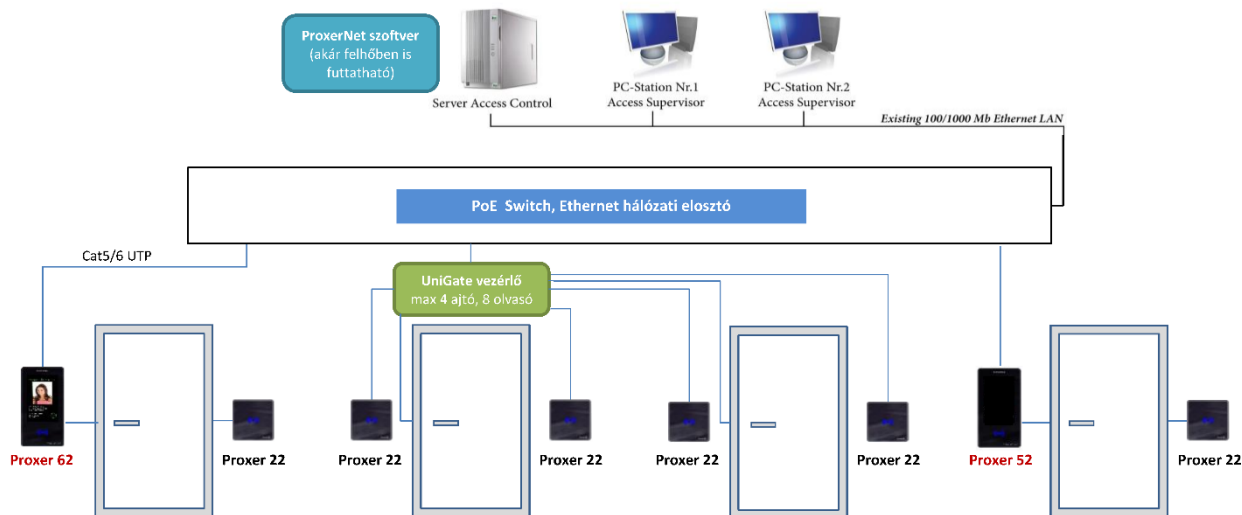 ProxerNet szoftver
(akár felhőben is
futtatható)
Server Access Control
PC-Station Nr.1
Access Supervisor
PC-Station Nr.2
Access Supervisor
Existing 100/1000 Mb Ethernet LAN
PoE Switch, Ethernet hálózati elosztó
Cat5/6 UTP
UniGate vezérlő
max 4 ajtó, 8 olvasó
Proxer 62
Proxer 22
Proxer 22
Proxer 22
Proxer 22
Proxer 22
Proxer 52
Proxer 22